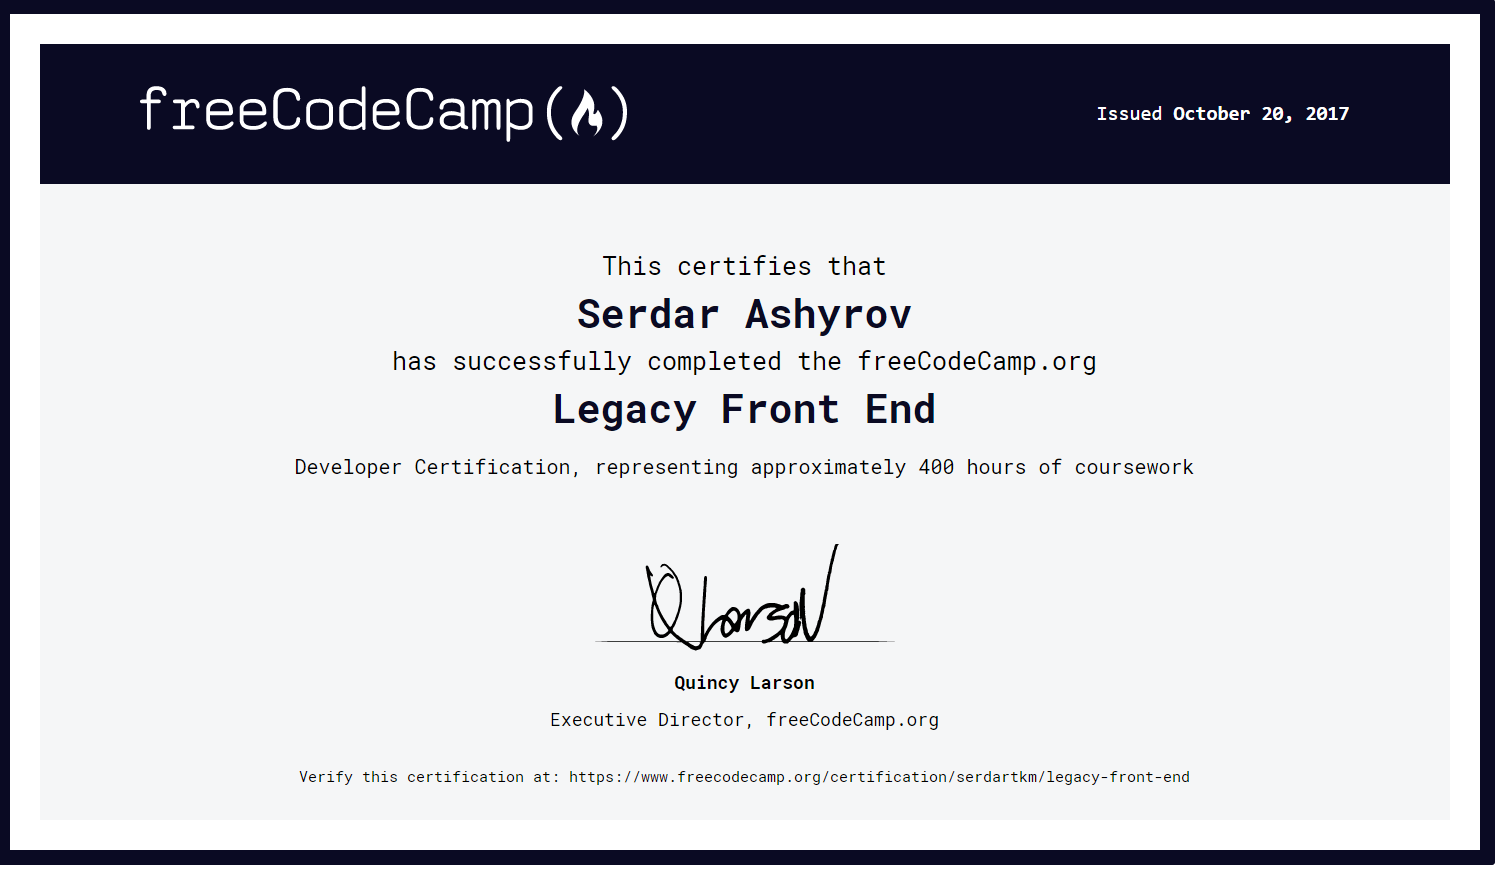 freeCodeCamp(🔥)
Issued October 20, 2017
This certifies that
Serdar Ashyrov
has successfully completed the freeCodeCamp.org
Legacy Front End
Developer Certification, representing approximately 400 hours of coursework
Q Larson
Quincy Larson
Executive Director, freeCodeCamp.org
Verify this certification at: https://www.freecodecamp.org/certification/serdartkm/legacy-front-end